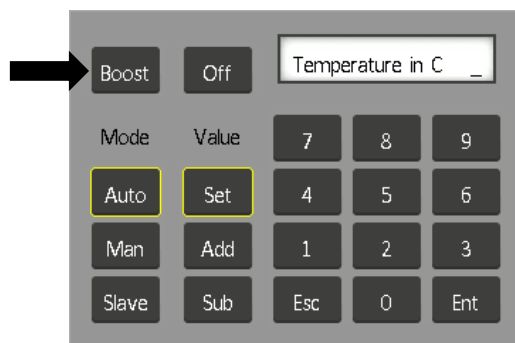 Boost Off Temperature in C _
Mode Value 7 8 9
Auto Set 4 5 6
Man Add 1 2 3
Slave Sub Esc 0 Ent